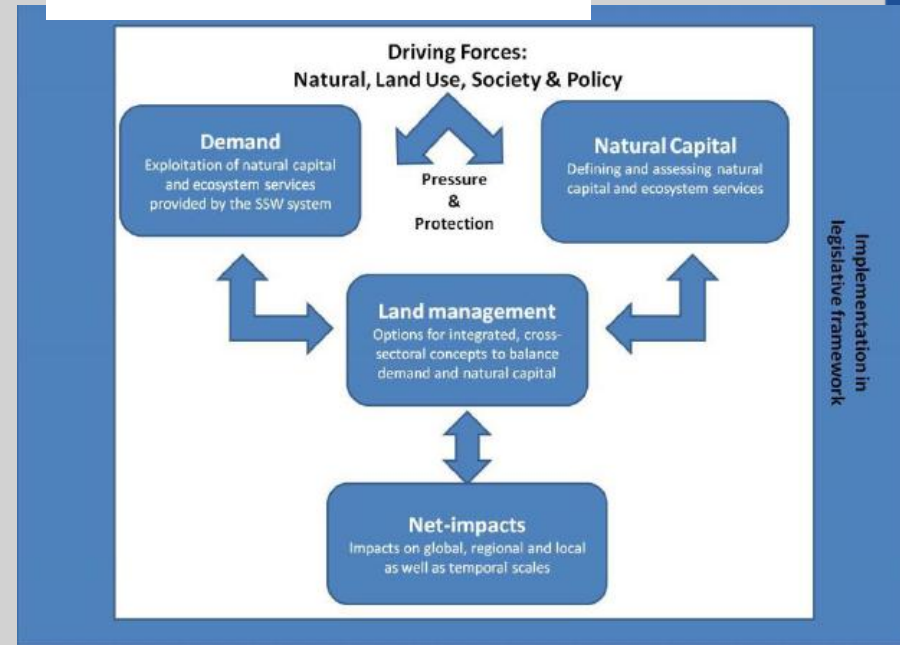 Driving Forces:
Natural, Land Use, Society & Policy
Demand
Exploitation of natural capital
and ecosystem services
provided by the SSW system
Pressure
&
Protection
Natural Capital
Defining and assessing natural
capital and ecosystem services
Land management
Options for integrated, cross-
sectoral concepts to balance
demand and natural capital
Net-impacts
Impacts on global, regional and local
as well as temporal scales
Implementation in
legislative framework